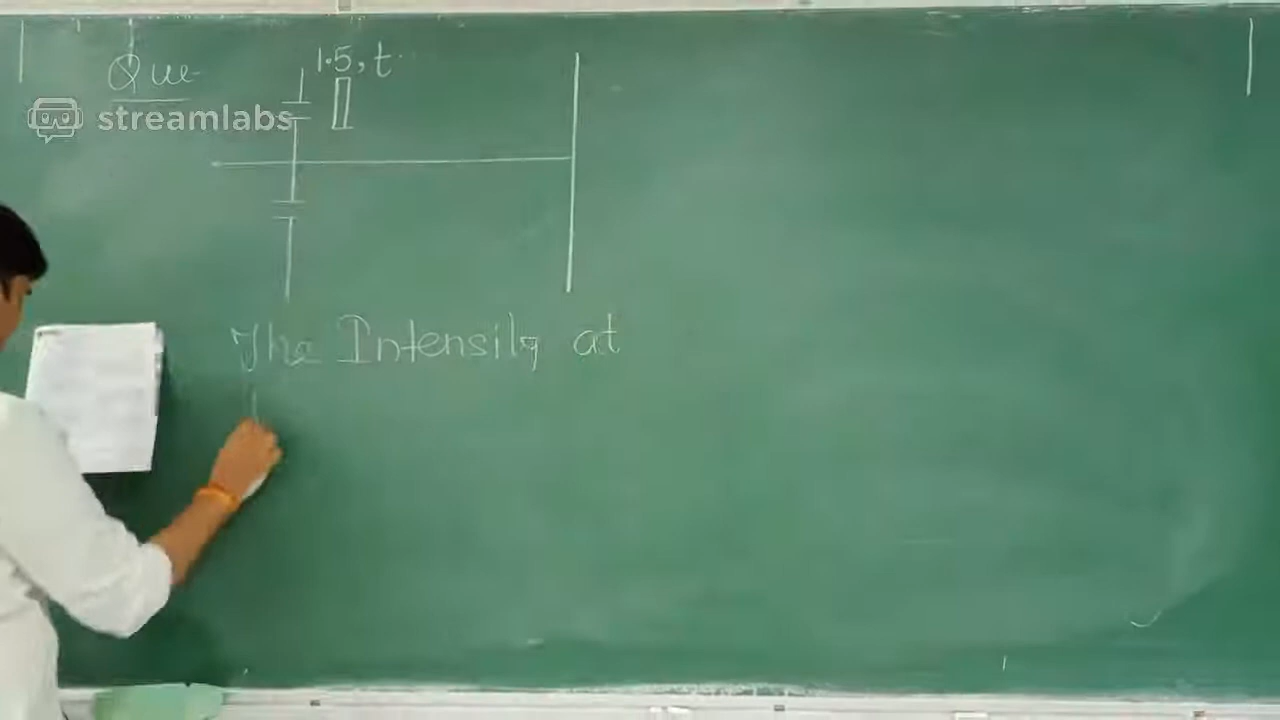 Que
1.5, t
streamlabs
The Intensity at